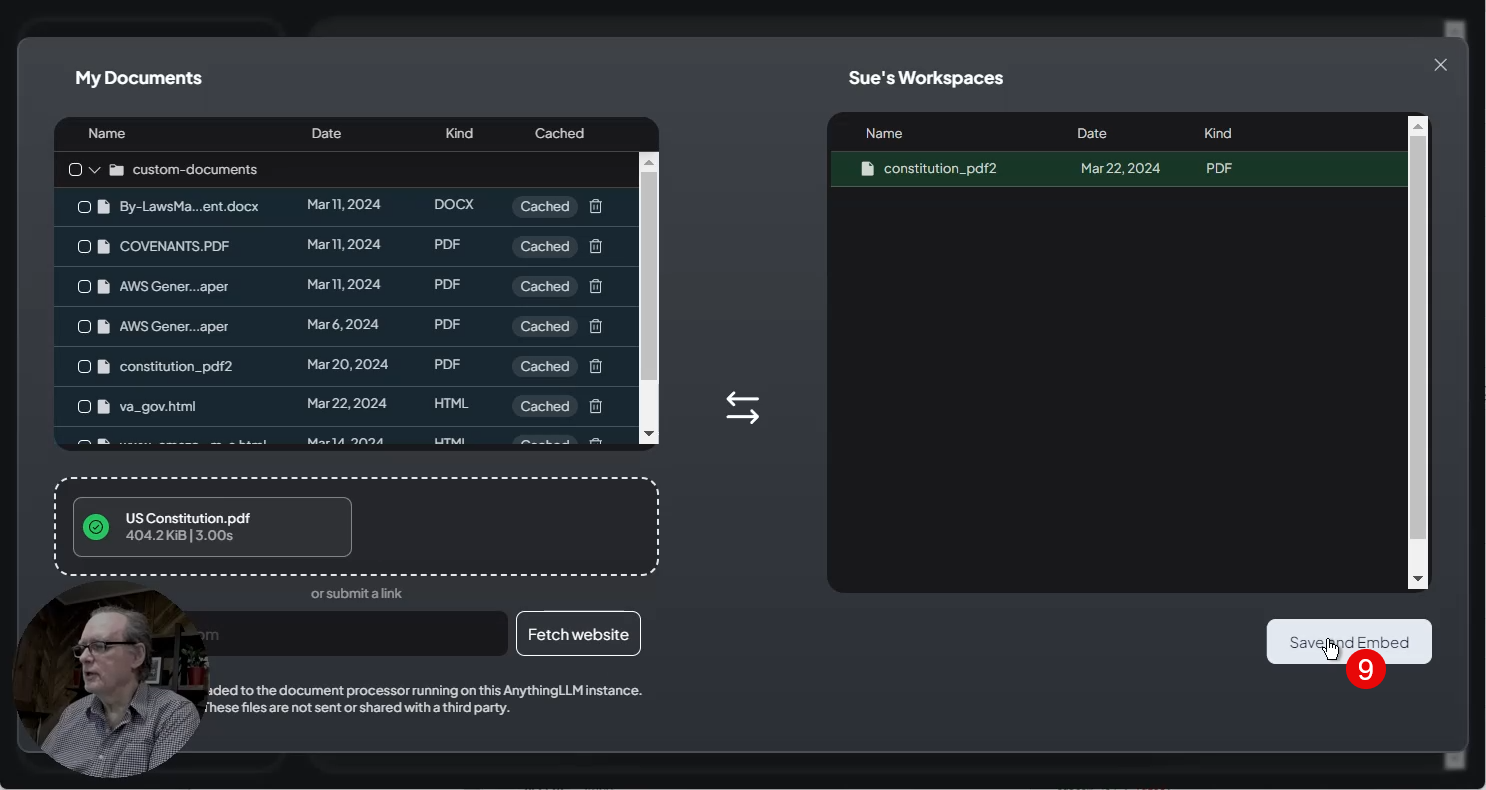 My Documents
Name Date Kind Cached
custom-documents
By-LawsMa...ent.docx Mar 11, 2024 DOCX Cached
COVENANTS.PDF Mar 11, 2024 PDF Cached
AWS Gener...aper Mar 11, 2024 PDF Cached
AWS Gener...aper Mar 6, 2024 PDF Cached
constitution_pdf2 Mar 20, 2024 PDF Cached
va_gov.html Mar 22, 2024 HTML Cached
Mar 14, 2024 HTML Cached
US Constitution.pdf
404.2 KiB | 3.00s
or submit a link
Fetch website
to the document processor running on this AnythingLLM instance.
These files are not sent or shared with a third party.
Sue's Workspaces
Name Date Kind
constitution_pdf2 Mar 22, 2024 PDF
Save and Embed
9